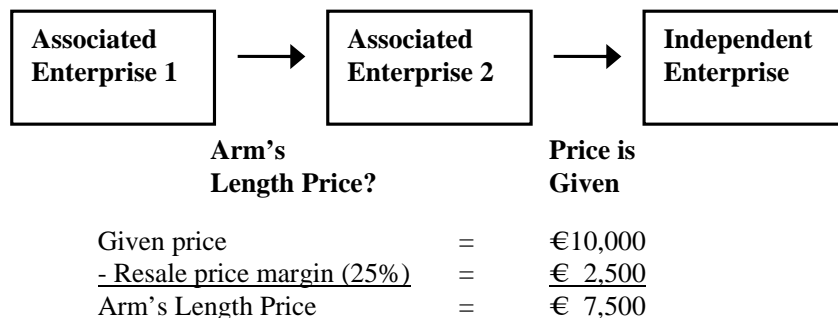 Associated Enterprise 1
Associated Enterprise 2
Independent Enterprise
Arm's Length Price?
Price is Given
Given price = €10,000
- Resale price margin (25%) = € 2,500
Arm's Length Price = € 7,500